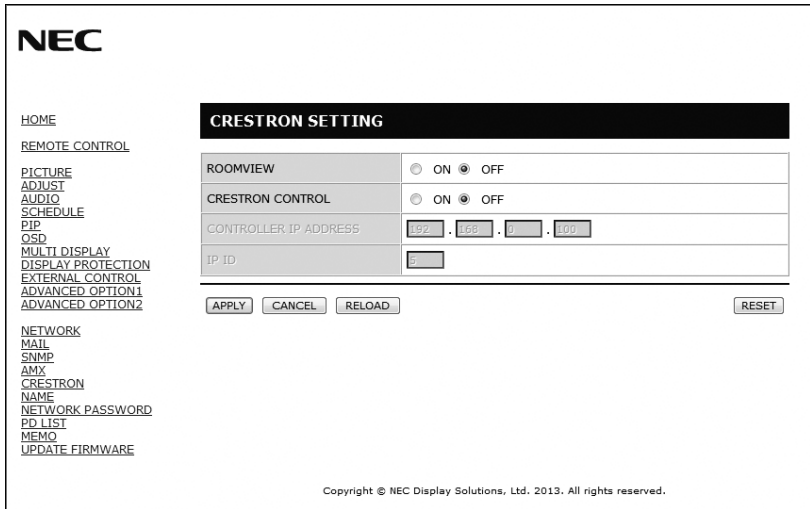 NEC
HOME
REMOTE CONTROL
PICTURE
ADJUST
AUDIO
SCHEDULE
PIP
OSD
MULTI DISPLAY
DISPLAY PROTECTION
EXTERNAL CONTROL
ADVANCED OPTION1
ADVANCED OPTION2
NETWORK
MAIL
SNMP
AMX
CRESTRON
NAME
NETWORK PASSWORD
PD LIST
MEMO
UPDATE FIRMWARE
CRESTRON SETTING
ROOMVIEW ON OFF
CRESTRON CONTROL ON OFF
CONTROLLER IP ADDRESS 192 . 168 . 0 . 100
IP ID 5
APPLY CANCEL RELOAD RESET
Copyright © NEC Display Solutions, Ltd. 2013. All rights reserved.